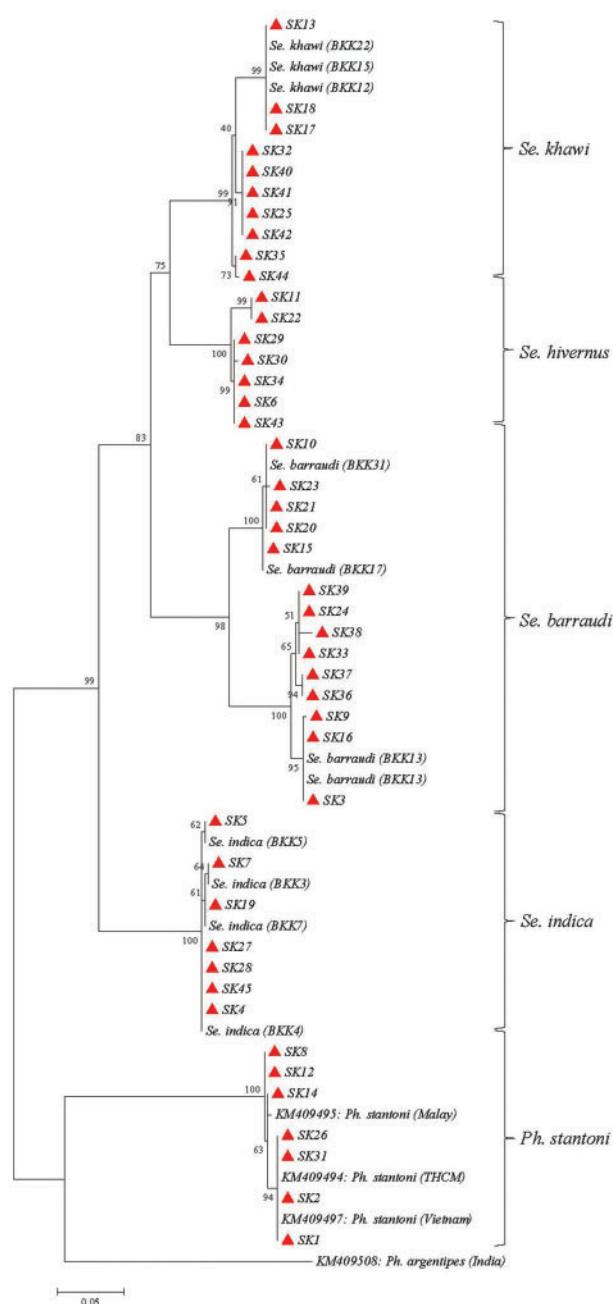 SK13
Se. khawi (BKK22)
Se. khawi (BKK15)
99
Se. khawi (BKK12)
SK18
SK17
40
SK32
Se. khawi
SK40
99
SK41
91
SK25
SK42
SK35
75
73
SK44
99
SK11
SK22
SK29
100
SK30
Se. hivernus
SK34
99
SK6
SK43
83
SK10
Se. barraudi (BKK31)
61
SK23
SK21
100
SK20
SK15
Se. barraudi (BKK17)
SK39
51
SK24
98
SK38
Se. barraudi
65
SK33
SK37
94
SK36
99
100
SK9
SK16
95
Se. barraudi (BKK13)
Se. barraudi (BKK13)
SK3
62
SK5
Se. indica (BKK5)
64
SK7
Se. indica (BKK3)
61
SK19
Se. indica
Se. indica (BKK7)
100
SK27
SK28
SK45
SK4
Se. indica (BKK4)
SK8
SK12
100
SK14
KM409495: Ph. stantoni (Malay)
SK26
Ph. stantoni
63
SK31
KM409494: Ph. stantoni (THCM)
94
SK2
KM409497: Ph. stantoni (Vietnam)
SK1
KM409508: Ph. argentipes (India)
0.05